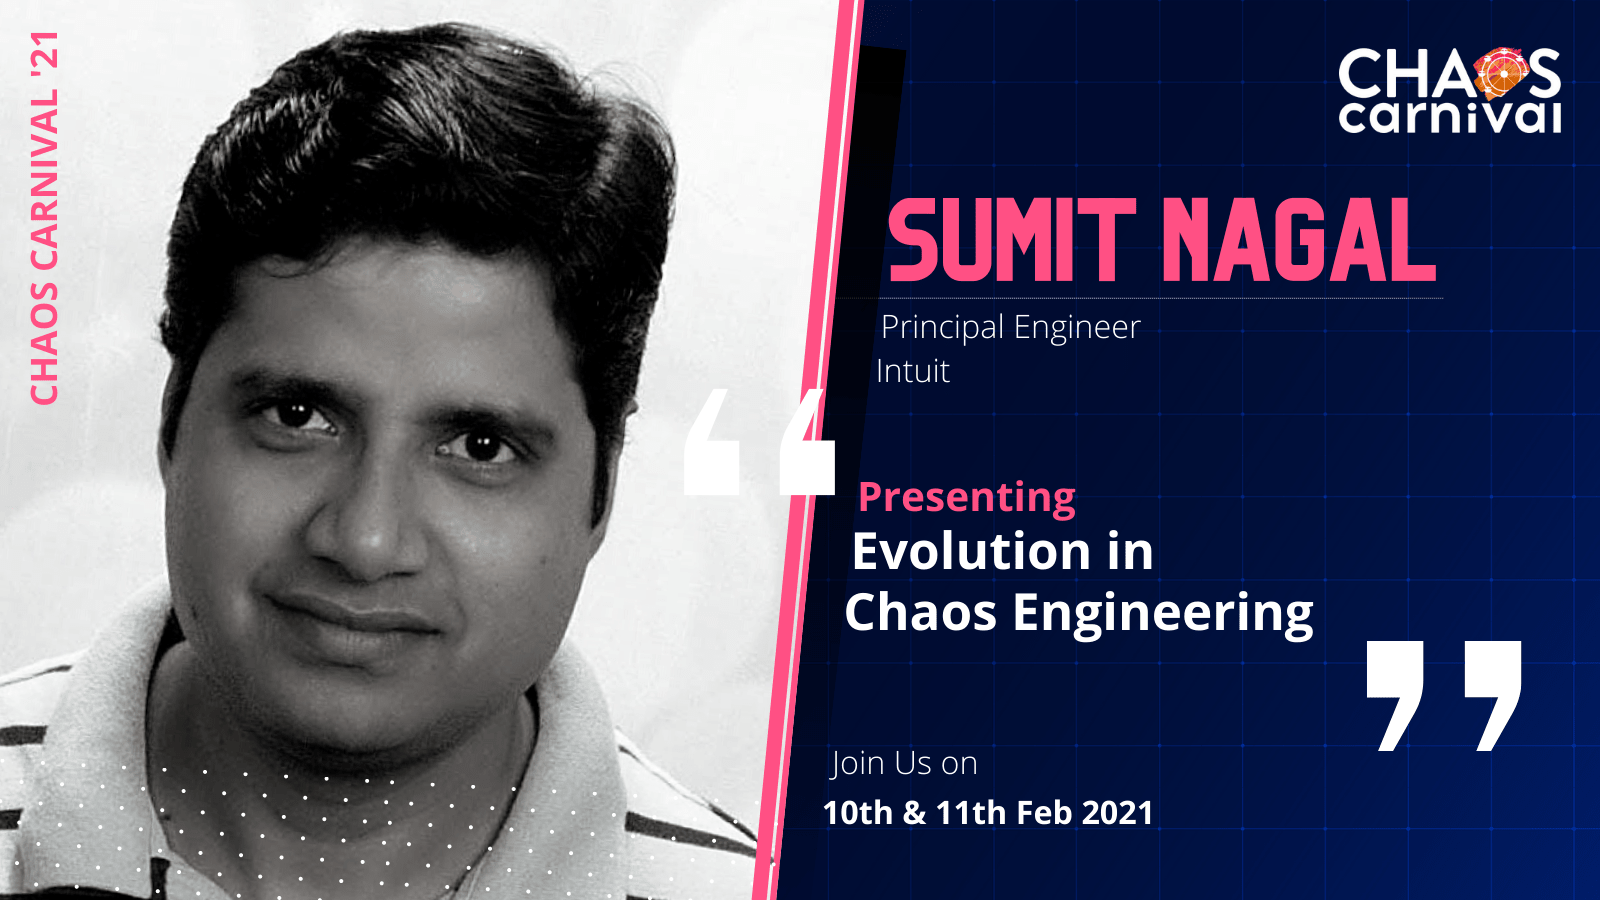 CHAOS CARNIVAL '21
CHAOS
carnival
SUMIT NAGAL
Principal Engineer
Intuit
“
Presenting
Evolution in
Chaos Engineering
”
Join Us on
10th & 11th Feb 2021